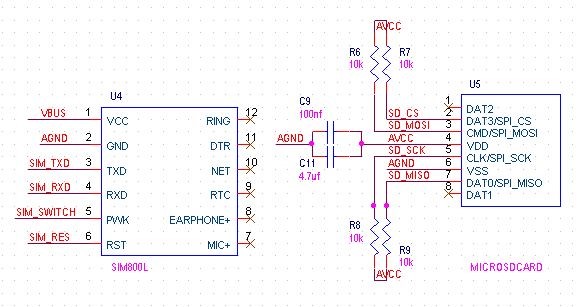 AVCC
R6 R7
10k 10k
U4
VBUS 1 VCC RING 12
AGND 2 GND DTR 11
SIM_TXD 3 TXD NET 10
SIM_RXD 4 RXD RTC 9
SIM_SWITCH 5 PWK EARPHONE+ 8
SIM_RES 6 RST MIC+ 7
SIM800L
C9
100nf
AGND
C11
4.7uf
U5
1 DAT2
SD_CS 2 DAT3/SPI_CS
SD_MOSI 3 CMD/SPI_MOSI
AVCC 4 VDD
SD_SCK 5 CLK/SPI_SCK
AGND 6 VSS
SD_MISO 7 DAT0/SPI_MISO
8 DAT1
MICROSDCARD
R8 R9
10k 10k
AVCC